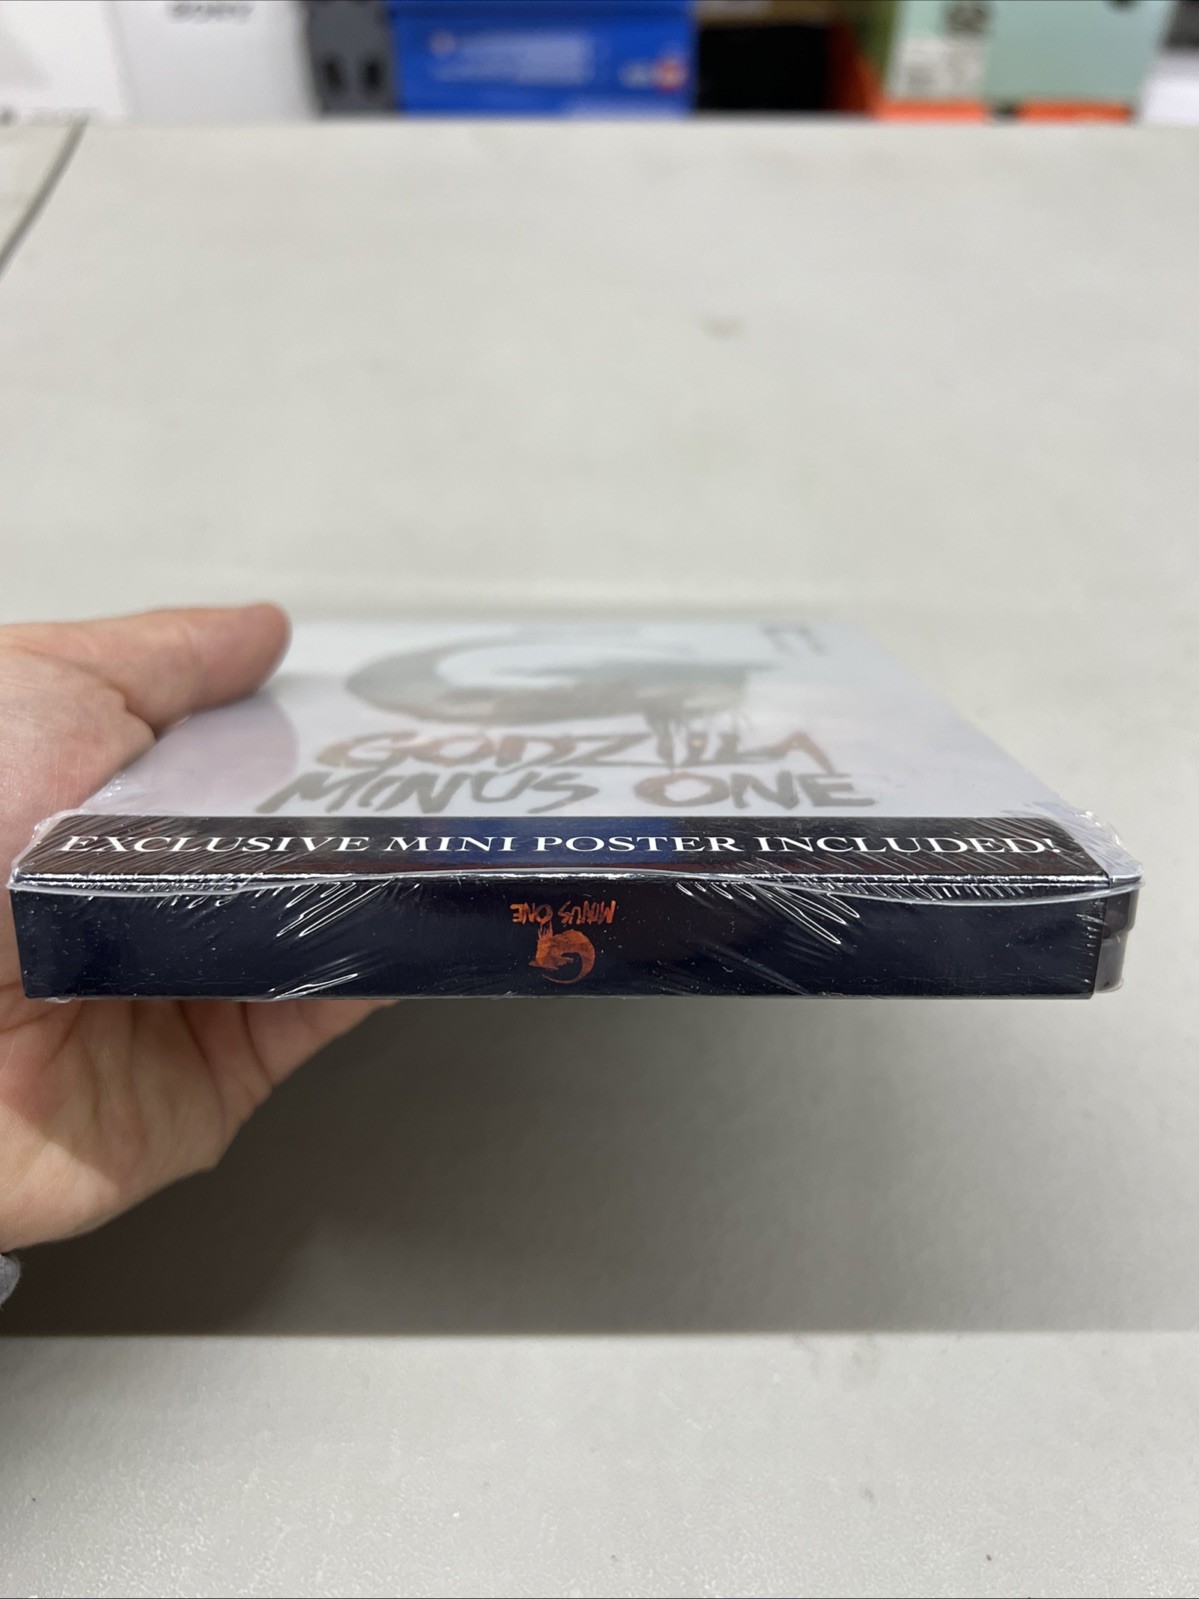 GODZILLA
MINUS ONE
EXCLUSIVE MINI POSTER INCLUDED!
MINUS ONE